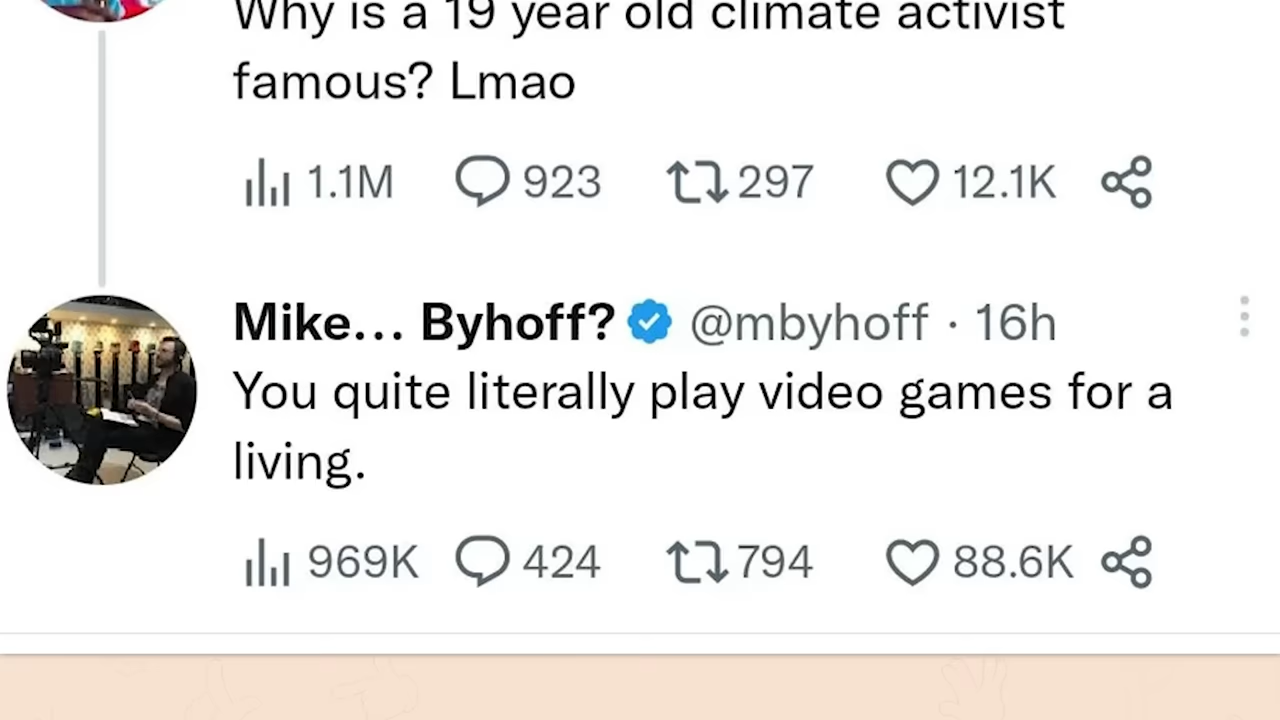 Why is a 19 year old climate activist
famous? Lmao
1.1M 923 297 12.1K
Mike... Byhoff? @mbyhoff · 16h
You quite literally play video games for a
living.
969K 424 794 88.6K